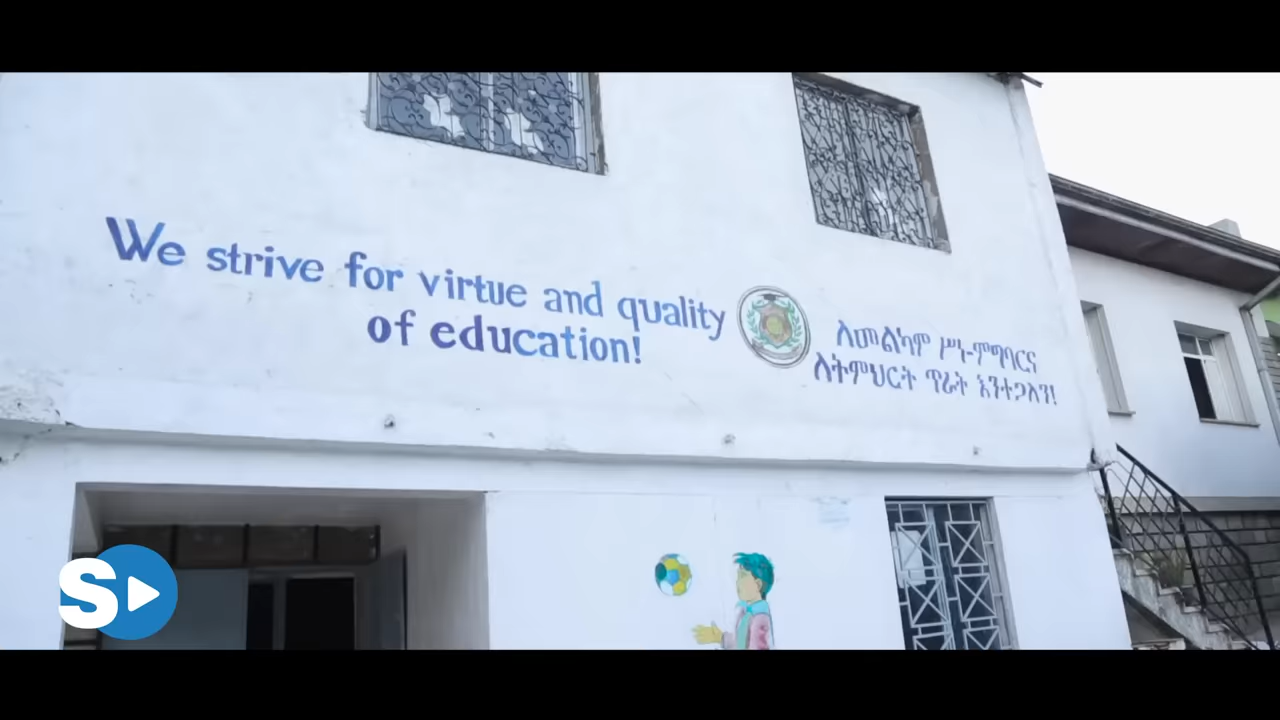 We strive for virtue and quality
of education!
ለመልካም ሥነ-ምግባርና
ለትምህርት ጥራት እንተጋለን!
S